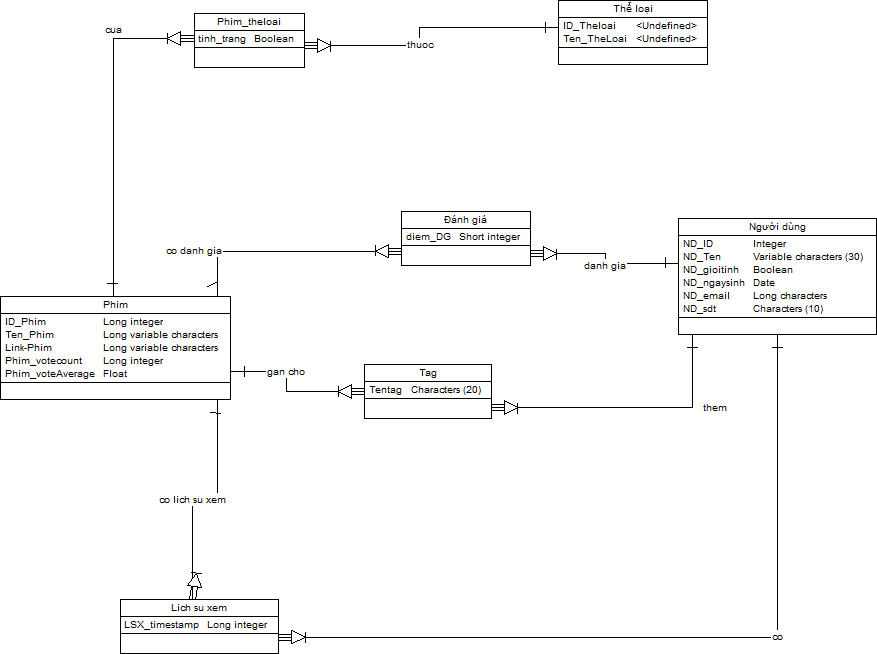 Thể loại
ID_Theloai <Undefined>
Ten_TheLoai <Undefined>
Phim_theloai
tinh_trang Boolean
cua
thuoc
Đánh giá
diem_DG Short integer
co danh gia
danh gia
Người dùng
ND_ID Integer
ND_Ten Variable characters (30)
ND_gioitinh Boolean
ND_ngaysinh Date
ND_email Long characters
ND_sdt Characters (10)
Phim
ID_Phim Long integer
Ten_Phim Long variable characters
Link-Phim Long variable characters
Phim_votecount Long integer
Phim_voteAverage Float
gan cho
Tag
Tentag Characters (20)
them
co lich su xem
Lich su xem
LSX_timestamp Long integer
co